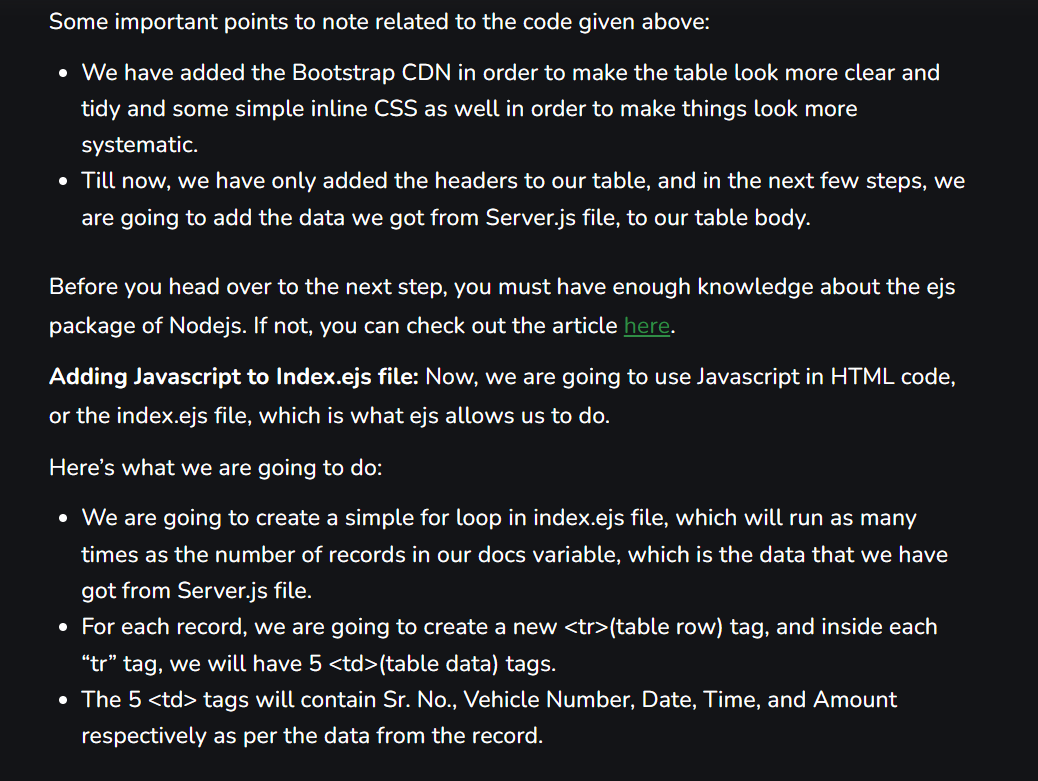 Some important points to note related to the code given above:
• We have added the Bootstrap CDN in order to make the table look more clear and
tidy and some simple inline CSS as well in order to make things look more
systematic.
• Till now, we have only added the headers to our table, and in the next few steps, we
are going to add the data we got from Server.js file, to our table body.
Before you head over to the next step, you must have enough knowledge about the ejs
package of Nodejs. If not, you can check out the article here.
Adding Javascript to Index.ejs file: Now, we are going to use Javascript in HTML code,
or the index.ejs file, which is what ejs allows us to do.
Here’s what we are going to do:
• We are going to create a simple for loop in index.ejs file, which will run as many
times as the number of records in our docs variable, which is the data that we have
got from Server.js file.
• For each record, we are going to create a new <tr>(table row) tag, and inside each
“tr” tag, we will have 5 <td>(table data) tags.
• The 5 <td> tags will contain Sr. No., Vehicle Number, Date, Time, and Amount
respectively as per the data from the record.